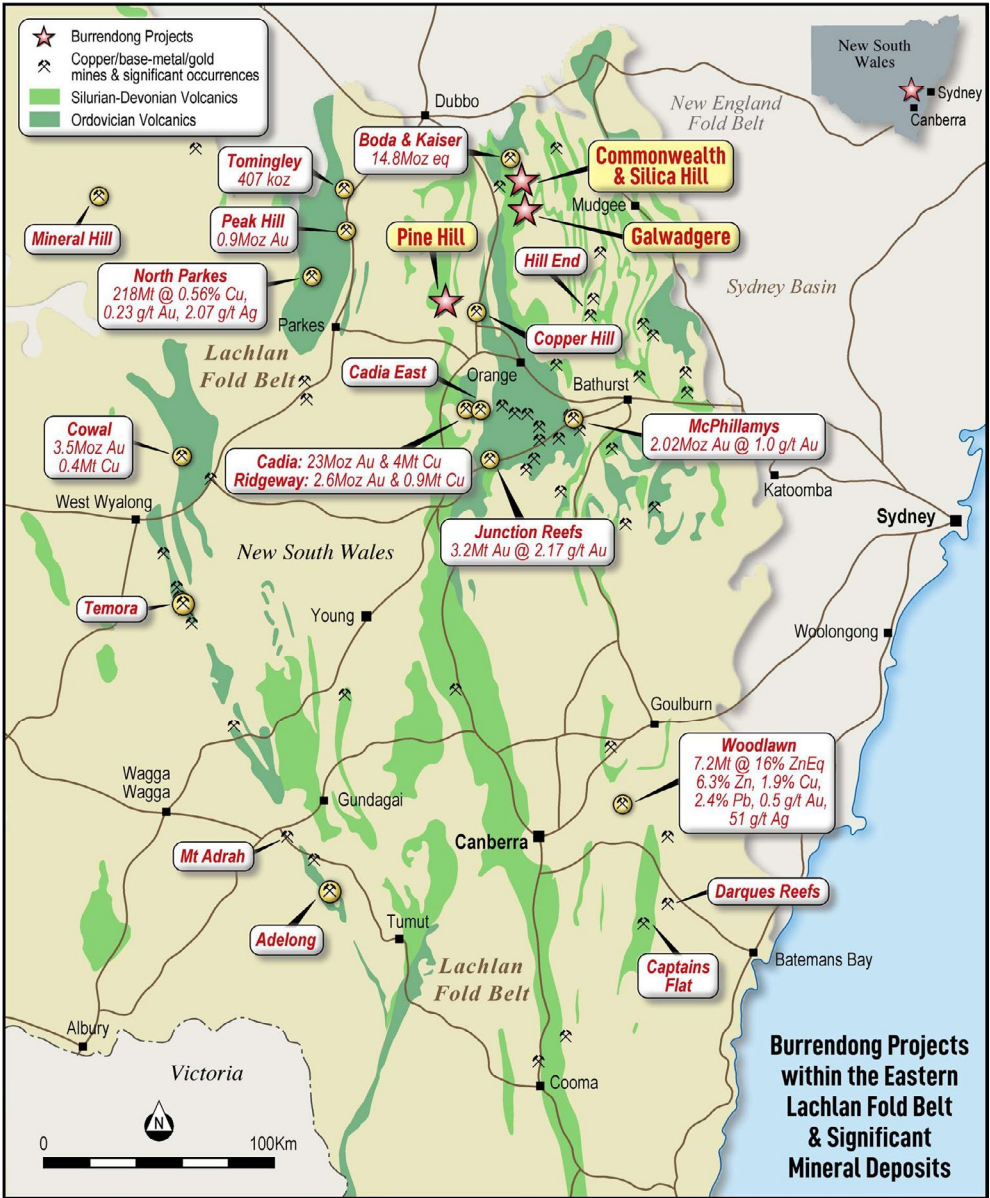 Burrendong Projects
Copper/base-metal/gold
mines & significant occurrences
Silurian-Devonian Volcanics
Ordovician Volcanics
New South
Wales
Sydney
Canberra
Dubbo
New England
Fold Belt
Boda & Kaiser
14.8Moz eq
Commonwealth
& Silica Hill
Tomingley
407 koz
Mudgee
Mineral Hill
Peak Hill
0.9Moz Au
Pine Hill
Galwadgere
Hill End
North Parkes
218Mt @ 0.56% Cu,
0.23 g/t Au, 2.07 g/t Ag
Sydney Basin
Parkes
Copper Hill
Lachlan
Fold Belt
Cadia East
Orange
Bathurst
Cowal
3.5Moz Au
0.4Mt Cu
McPhillamys
2.02Moz Au @ 1.0 g/t Au
Cadia: 23Moz Au & 4Mt Cu
Ridgeway: 2.6Moz Au & 0.9Mt Cu
Katoomba
West Wyalong
Sydney
Junction Reefs
3.2Mt Au @ 2.17 g/t Au
New South Wales
Temora
Young
Woolongong
Goulburn
Woodlawn
7.2Mt @ 16% ZnEq
6.3% Zn, 1.9% Cu,
2.4% Pb, 0.5 g/t Au,
51 g/t Ag
Wagga
Wagga
Gundagai
Canberra
Mt Adrah
Darques Reefs
Adelong
Tumut
Captains
Flat
Batemans Bay
Lachlan
Fold Belt
Albury
Victoria
Cooma
N
0 100Km
Burrendong Projects
within the Eastern
Lachlan Fold Belt
& Significant
Mineral Deposits